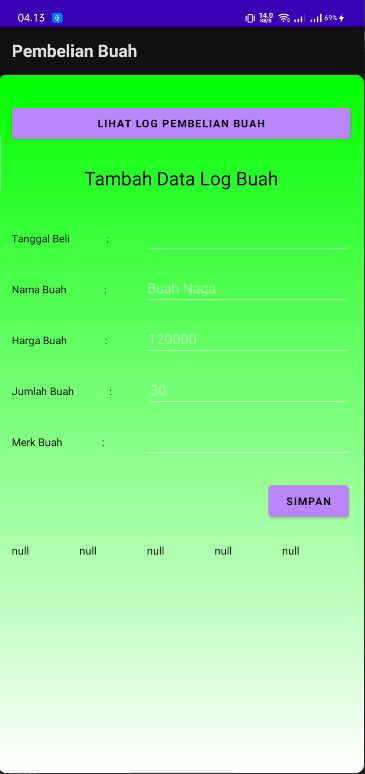 04.13 14.0 KB/S 69%
Pembelian Buah
LIHAT LOG PEMBELIAN BUAH
Tambah Data Log Buah
Tanggal Beli :
Nama Buah : Buah Naga
Harga Buah : 120000
Jumlah Buah : 30
Merk Buah : -
SIMPAN
null null null null null